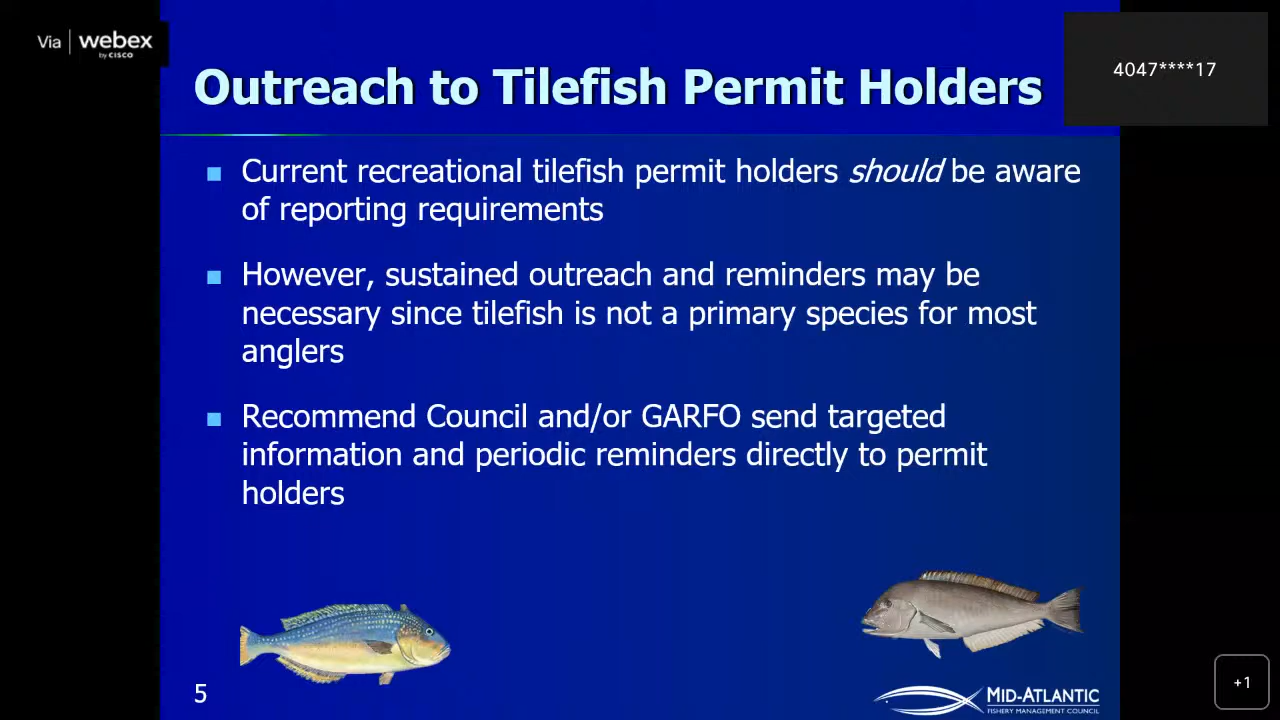 Via | webex
by CISCO
4047****17
Outreach to Tilefish Permit Holders
■ Current recreational tilefish permit holders should be aware
of reporting requirements
■ However, sustained outreach and reminders may be
necessary since tilefish is not a primary species for most
anglers
■ Recommend Council and/or GARFO send targeted
information and periodic reminders directly to permit
holders
5
MID-ATLANTIC
FISHERY MANAGEMENT COUNCIL
+1